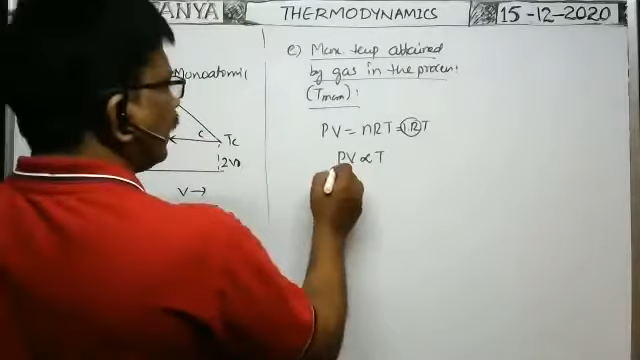 ANYA
THERMODYNAMICS
15-12-2020
Monoatomic
C
Tc
2V0
V →
e) Max. temp attained
by gas in the process:
(Tmax):
PV = nRT = 1.R T
PV ∝ T